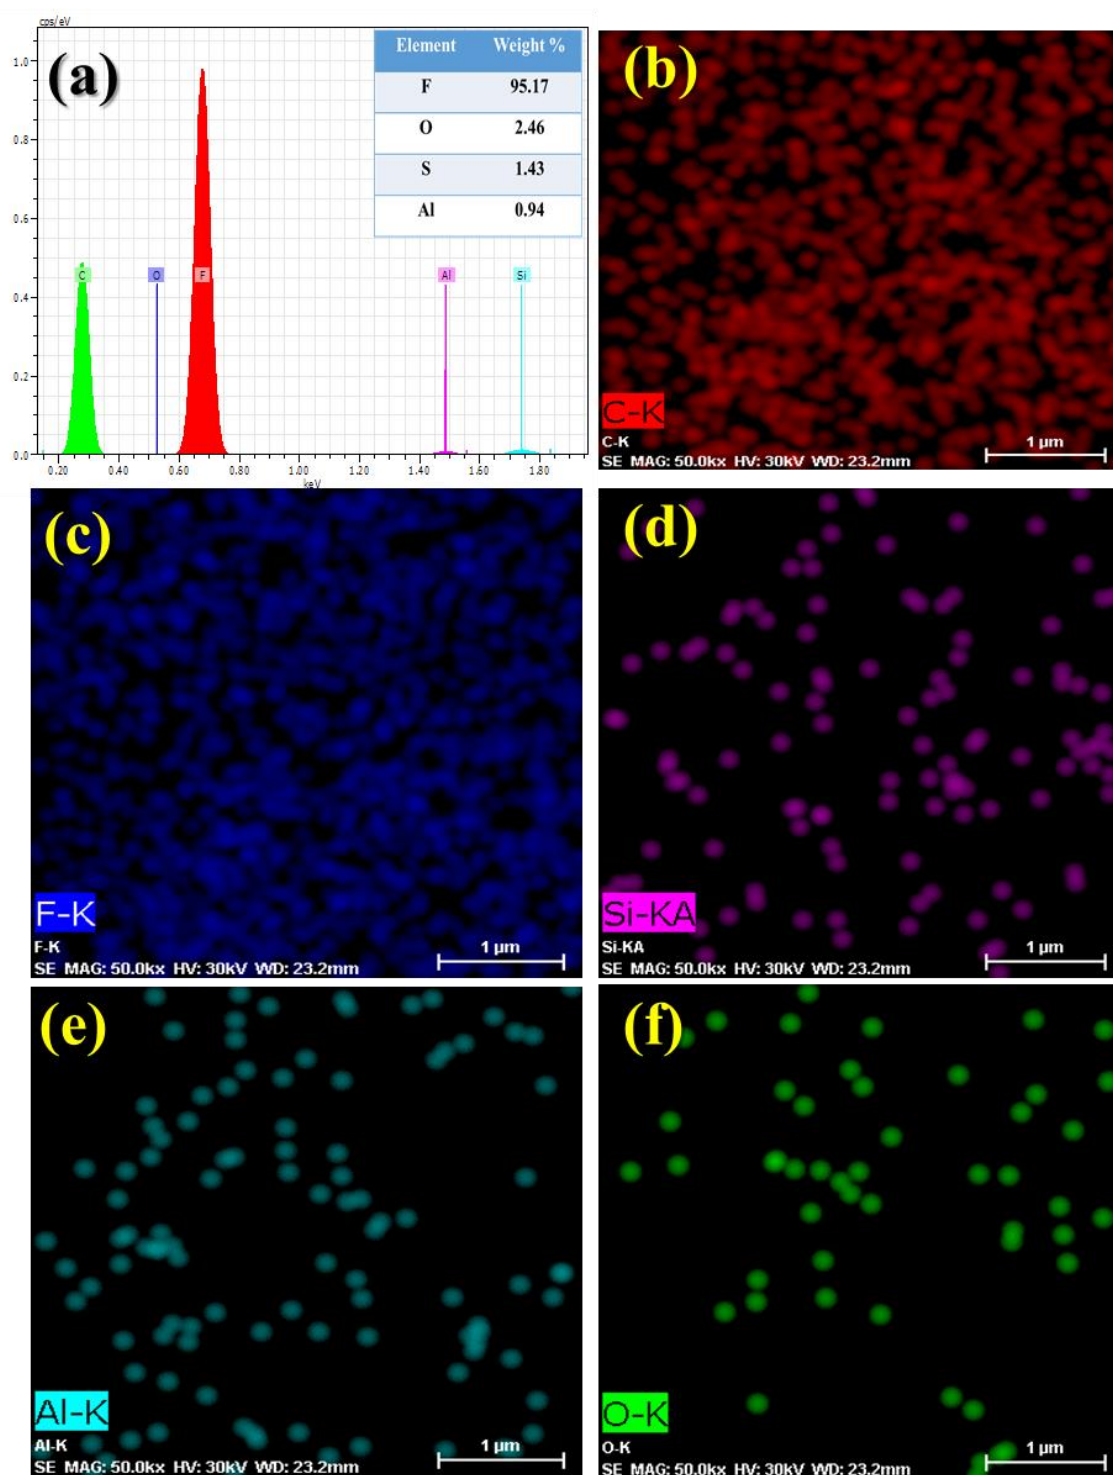 cps/eV
(a)
Element Weight %
F 95.17
O 2.46
S 1.43
Al 0.94
1.0
0.8
0.6
0.4
0.2
0.0
C O F Al Si
0.20 0.40 0.60 0.80 1.00 1.20 1.40 1.60 1.80
keV
(b)
C-K
C-K
1 µm
SE MAG: 50.0kx HV: 30kV WD: 23.2mm
(c)
F-K
F-K
1 µm
SE MAG: 50.0kx HV: 30kV WD: 23.2mm
(d)
Si-KA
Si-KA
1 µm
SE MAG: 50.0kx HV: 30kV WD: 23.2mm
(e)
Al-K
Al-K
1 µm
SE MAG: 50.0kx HV: 30kV WD: 23.2mm
(f)
O-K
O-K
1 µm
SE MAG: 50.0kx HV: 30kV WD: 23.2mm